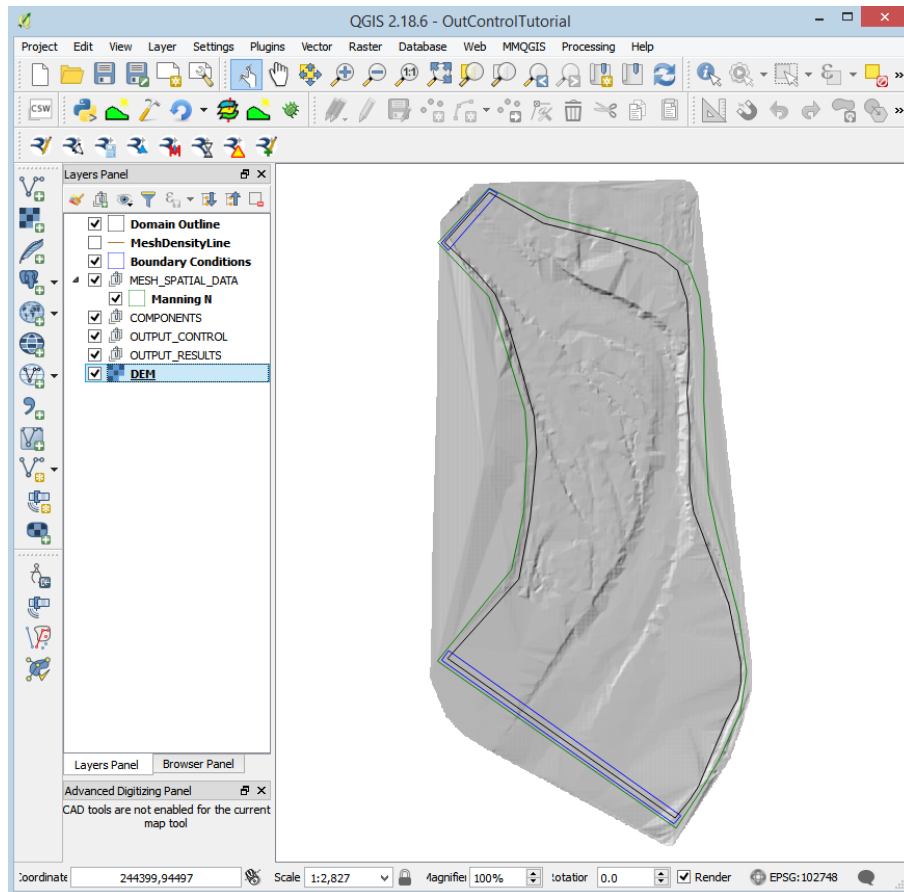 QGIS 2.18.6 - OutControlTutorial
Project Edit View Layer Settings Plugins Vector Raster Database Web MMQGIS Processing Help
1:1
CSW
Layers Panel
Domain Outline
MeshDensityLine
Boundary Conditions
MESH_SPATIAL_DATA
Manning N
COMPONENTS
OUTPUT_CONTROL
OUTPUT_RESULTS
DEM
Layers Panel Browser Panel
Advanced Digitizing Panel
CAD tools are not enabled for the current
map tool
:oordinate 244399,94497 Scale 1:2,827 ⁠Magnifier 100% ⁠totation 0.0 Render EPSG:102748